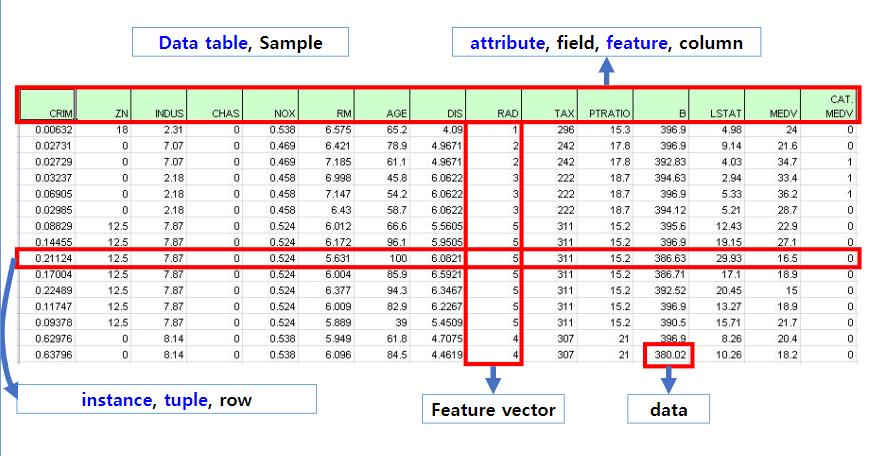 Data table, Sample
attribute, field, feature, column
CRIM ZN INDUS CHAS NOX RM AGE DIS RAD TAX PTRATIO B LSTAT MEDV CAT. MEDV
0.00632 18 2.31 0 0.538 6.575 65.2 4.09 1 296 15.3 396.9 4.98 24 0
0.02731 0 7.07 0 0.469 6.421 78.9 4.9671 2 242 17.8 396.9 9.14 21.6 0
0.02729 0 7.07 0 0.469 7.185 61.1 4.9671 2 242 17.8 392.83 4.03 34.7 1
0.03237 0 2.18 0 0.458 6.998 45.8 6.0622 3 222 18.7 394.63 2.94 33.4 1
0.06905 0 2.18 0 0.458 7.147 54.2 6.0622 3 222 18.7 396.9 5.33 36.2 1
0.02985 0 2.18 0 0.458 6.43 58.7 6.0622 3 222 18.7 394.12 5.21 28.7 0
0.08829 12.5 7.87 0 0.524 6.012 66.6 5.5605 5 311 15.2 395.6 12.43 22.9 0
0.14455 12.5 7.87 0 0.524 6.172 96.1 5.9505 5 311 15.2 396.9 19.15 27.1 0
0.21124 12.5 7.87 0 0.524 5.631 100 6.0821 5 311 15.2 386.63 29.93 16.5 0
0.17004 12.5 7.87 0 0.524 6.004 85.9 6.5921 5 311 15.2 386.71 17.1 18.9 0
0.22489 12.5 7.87 0 0.524 6.377 94.3 6.3467 5 311 15.2 392.52 20.45 15 0
0.11747 12.5 7.87 0 0.524 6.009 82.9 6.2267 5 311 15.2 396.9 13.27 18.9 0
0.09378 12.5 7.87 0 0.524 5.889 39 5.4509 5 311 15.2 390.5 15.71 21.7 0
0.62976 0 8.14 0 0.538 5.949 61.8 4.7075 4 307 21 396.9 8.26 20.4 0
0.63796 0 8.14 0 0.538 6.096 84.5 4.4619 4 307 21 380.02 10.26 18.2 0
instance, tuple, row
Feature vector
data